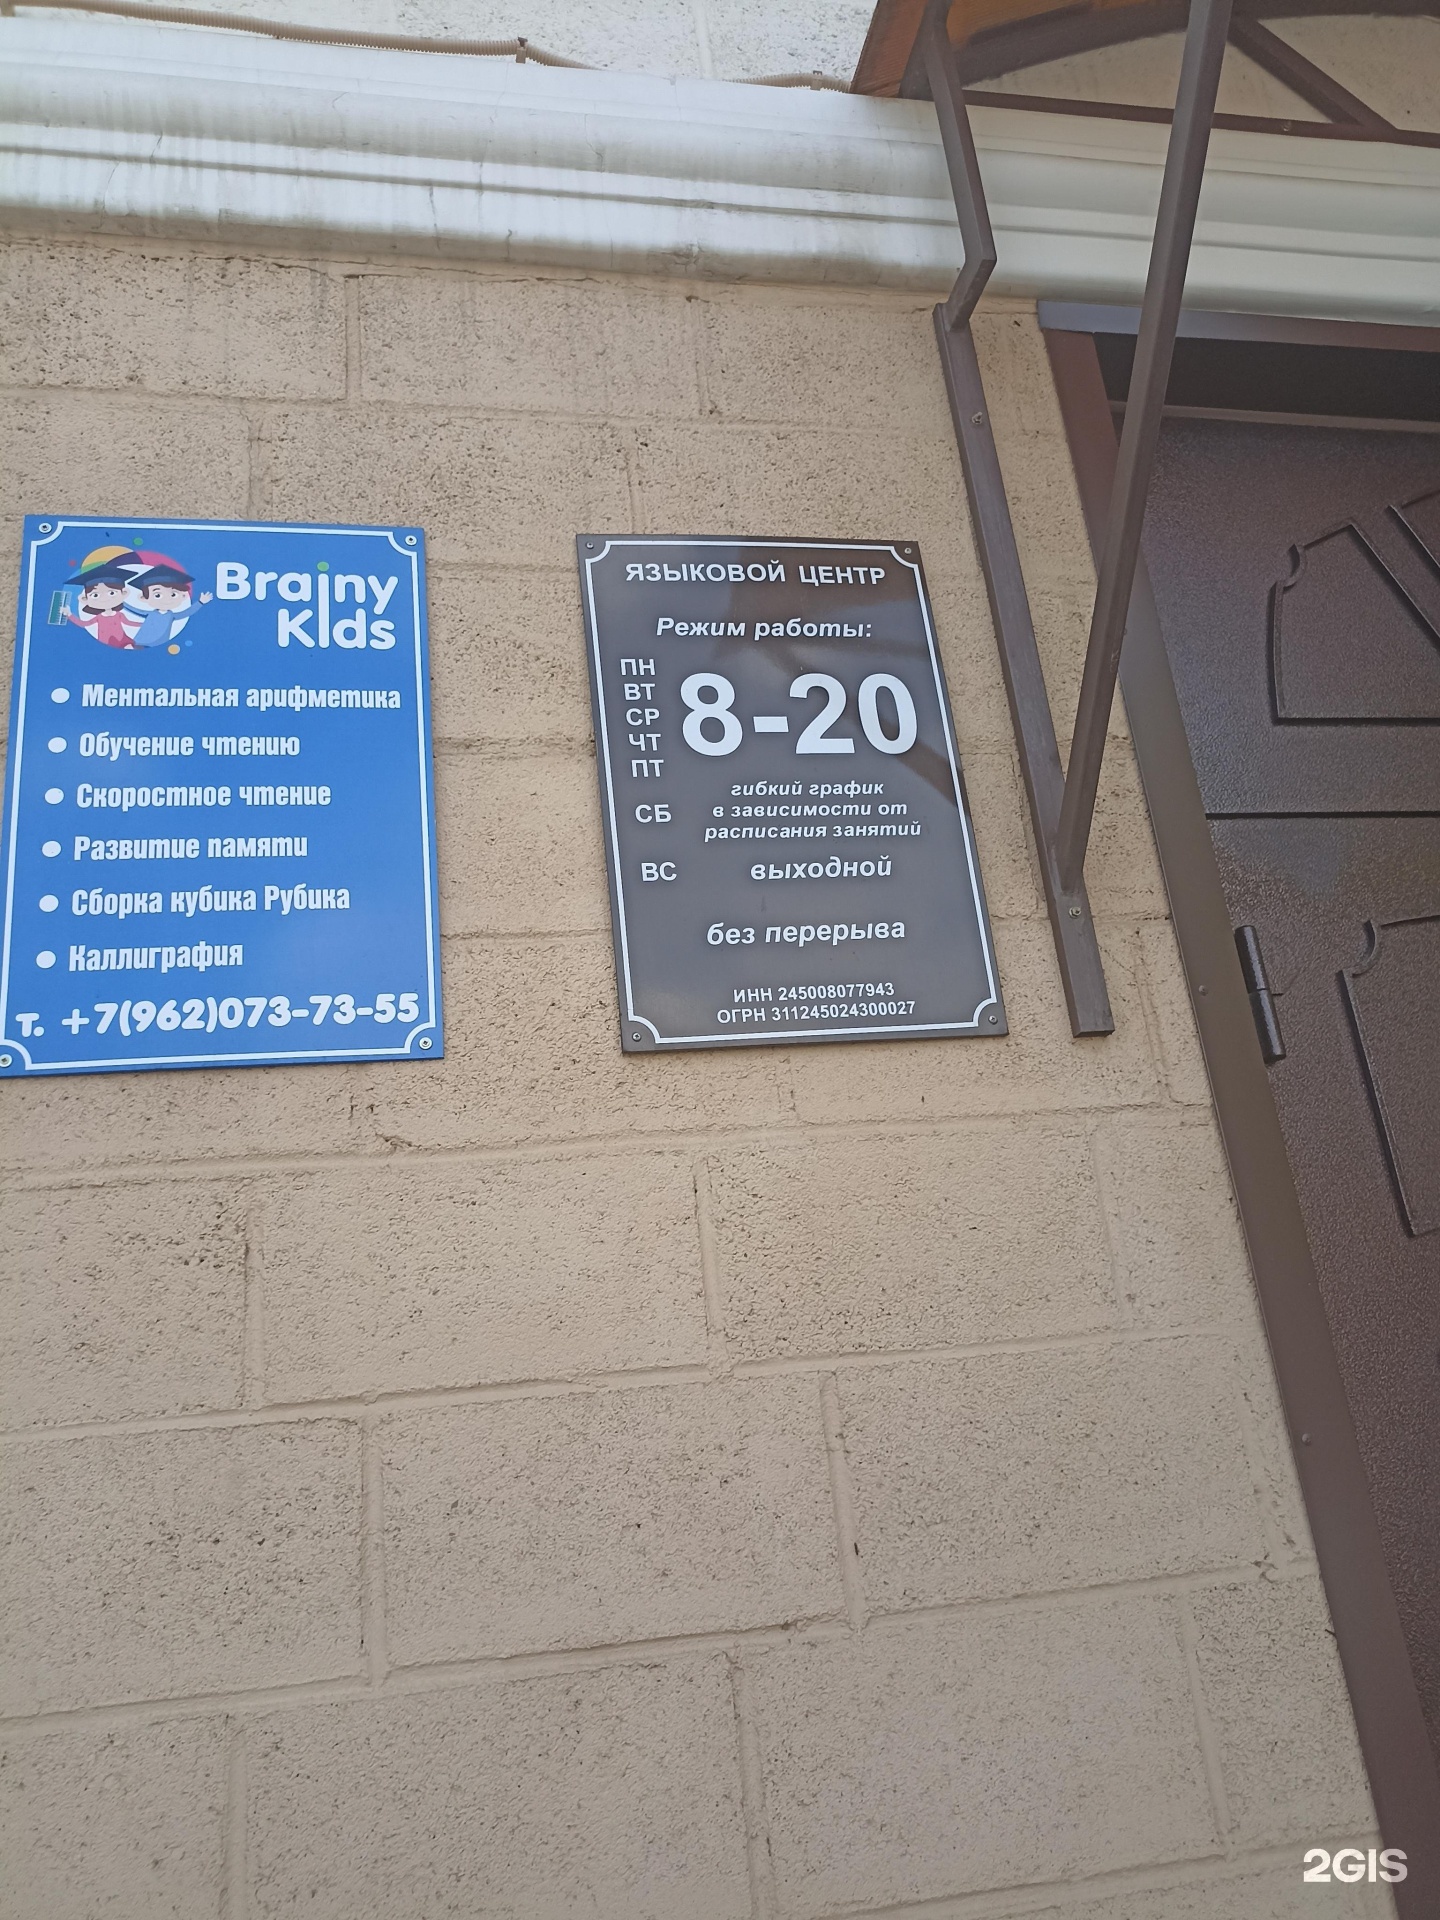 Brainy
Kids
Ментальная арифметика
Обучение чтению
Скоростное чтение
Развитие памяти
Сборка кубика Рубика
Каллиграфия
т. +7(962)073-73-55
ЯЗЫКОВОЙ ЦЕНТР
Режим работы:
ПН
ВТ
СР
ЧТ
ПТ
8-20
СБ
гибкий график
в зависимости от
расписания занятий
ВС выходной
без перерыва
ИНН 245008077943
ОГРН 311245024300027
2GIS